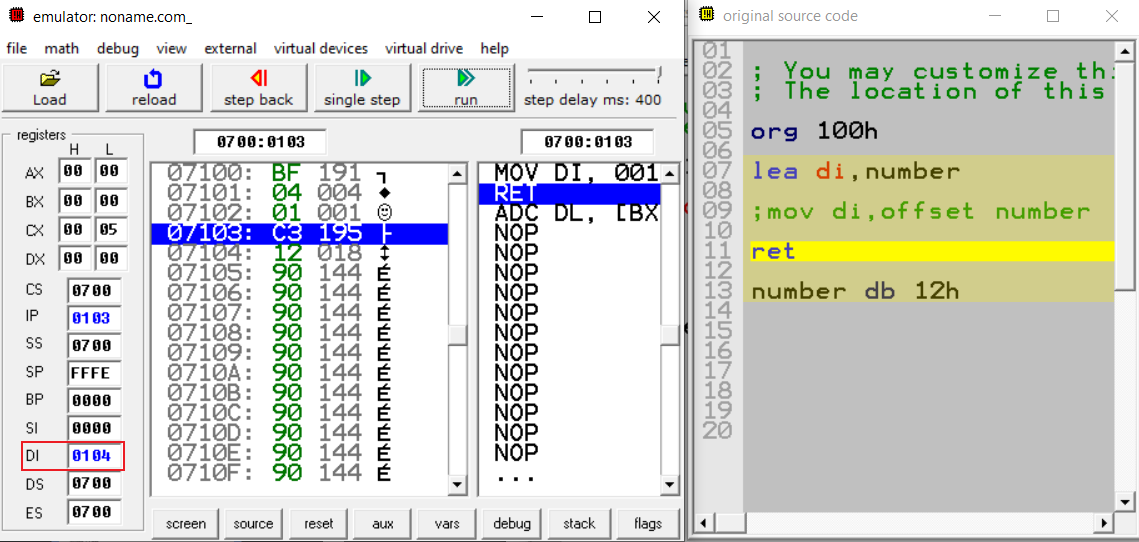 emulator: noname.com_
file math debug view external virtual devices virtual drive help
Load reload step back single step run step delay ms: 400
registers
H L
AX 00 00
BX 00 00
CX 00 05
DX 00 00
CS 0700
IP 0103
SS 0700
SP FFFE
BP 0000
SI 0000
DI 0104
DS 0700
ES 0700
0700:0103
07100: BF 191 ┐
07101: 04 004 ♦
07102: 01 001 ☺
07103: C3 195 ├
07104: 12 018 ↕
07105: 90 144 É
07106: 90 144 É
07107: 90 144 É
07108: 90 144 É
07109: 90 144 É
0710A: 90 144 É
0710B: 90 144 É
0710C: 90 144 É
0710D: 90 144 É
0710E: 90 144 É
0710F: 90 144 É
0700:0103
MOV DI, 001
RET
ADC DL, [BX
NOP
NOP
NOP
NOP
NOP
NOP
NOP
NOP
NOP
NOP
NOP
NOP
...
screen source reset aux vars debug stack flags
original source code
01
02 ; You may customize thi
03 ; The location of this
04
05 org 100h
06
07 lea di,number
08
09 ;mov di,offset number
10
11 ret
12
13 number db 12h
14
15
16
17
18
19
20